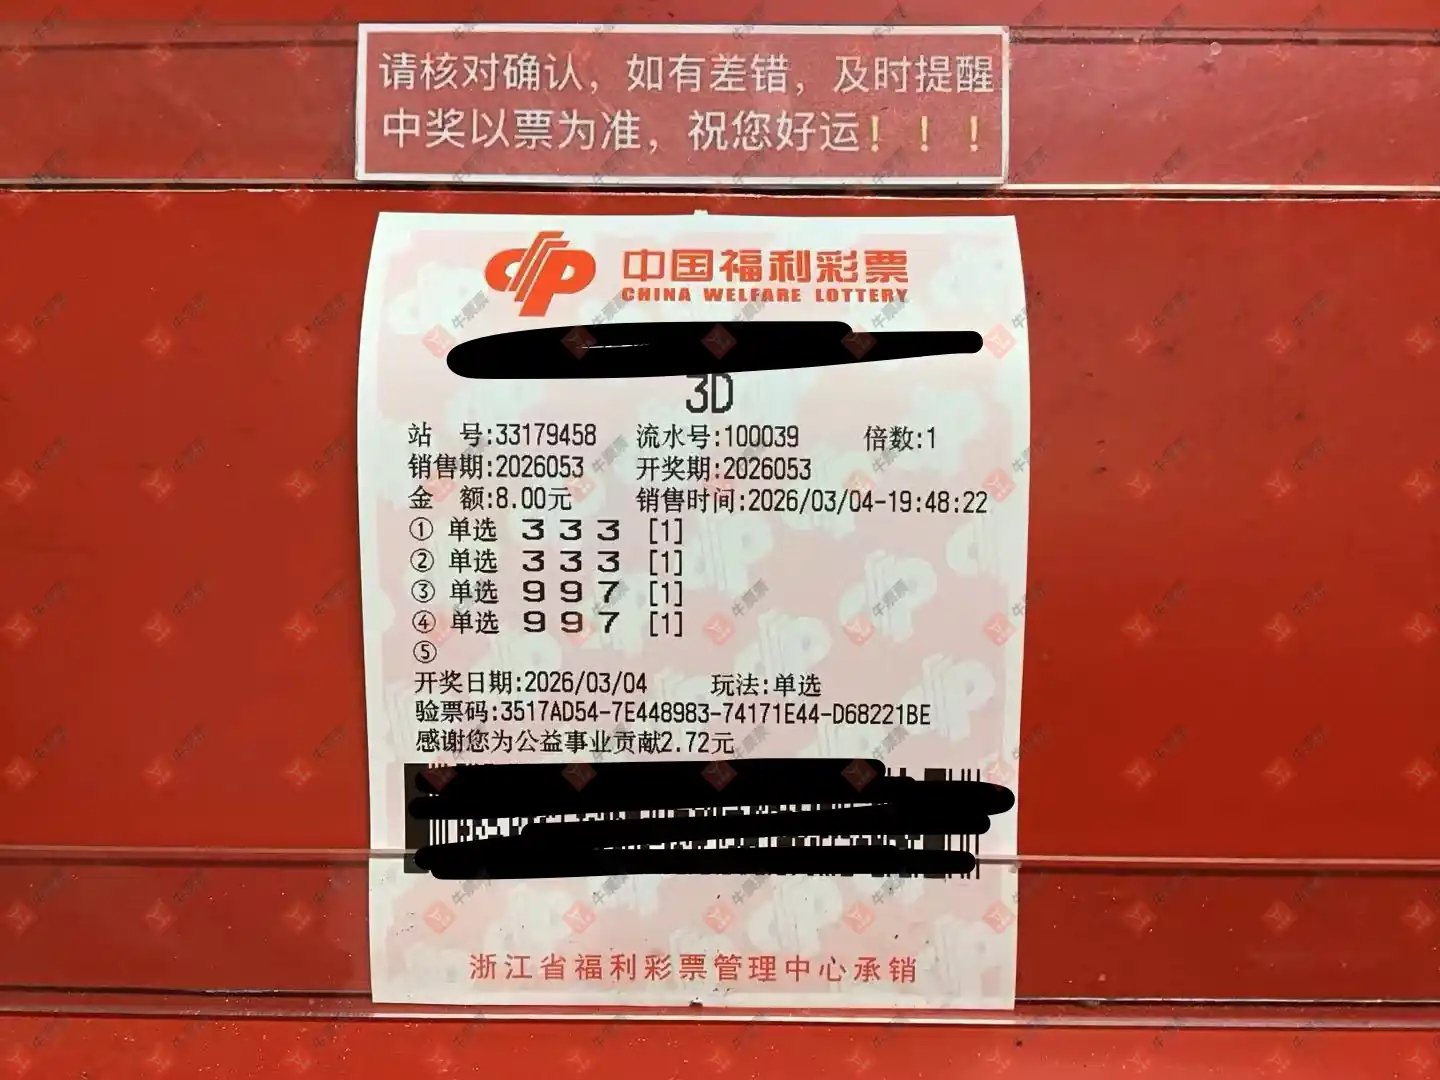 请核对确认，如有差错，及时提醒
中奖以票为准，祝您好运！！！
中国福利彩票
CHINA WELFARE LOTTERY
3D
站　号:33179458 流水号:100039 倍数:1
销售期:2026053 开奖期:2026053
金　额:8.00元 销售时间:2026/03/04-19:48:22
① 单选 3 3 3 [1]
② 单选 3 3 3 [1]
③ 单选 9 9 7 [1]
④ 单选 9 9 7 [1]
⑤
开奖日期:2026/03/04 玩法:单选
验票码:3517AD54-7E448983-74171E44-D68221BE
感谢您为公益事业贡献2.72元
浙江省福利彩票管理中心承销
牛票票